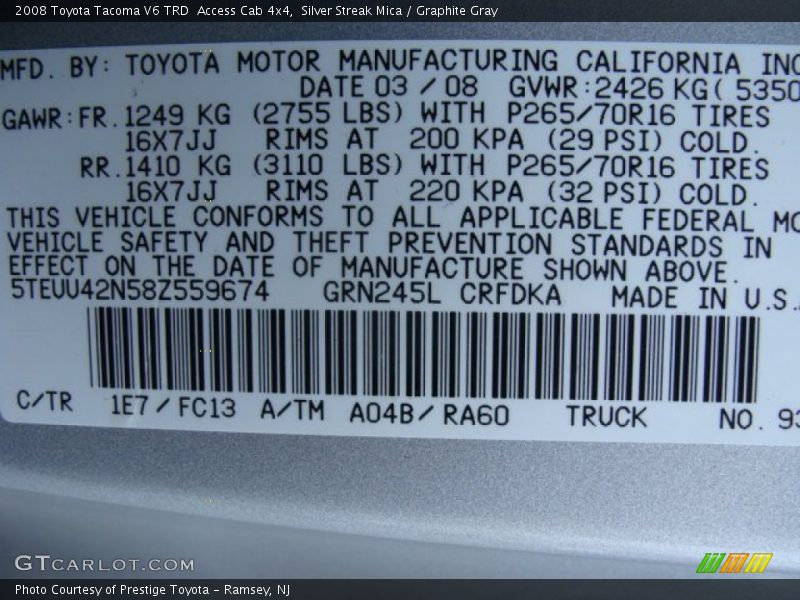 2008 Toyota Tacoma V6 TRD Access Cab 4x4, Silver Streak Mica / Graphite Gray
MFD. BY: TOYOTA MOTOR MANUFACTURING CALIFORNIA INC
DATE 03 / 08 GVWR:2426 KG( 5350
GAWR:FR.1249 KG (2755 LBS) WITH P265/70R16 TIRES
16X7JJ RIMS AT 200 KPA (29 PSI) COLD.
RR.1410 KG (3110 LBS) WITH P265/70R16 TIRES
16X7JJ RIMS AT 220 KPA (32 PSI) COLD.
THIS VEHICLE CONFORMS TO ALL APPLICABLE FEDERAL MO
VEHICLE SAFETY AND THEFT PREVENTION STANDARDS IN
EFFECT ON THE DATE OF MANUFACTURE SHOWN ABOVE.
5TEUU42N58Z559674 GRN245L CRFDKA MADE IN U.S.
C/TR 1E7/FC13 A/TM A04B/RA60 TRUCK NO. 93
GTCARLOT.COM
Photo Courtesy of Prestige Toyota - Ramsey, NJ